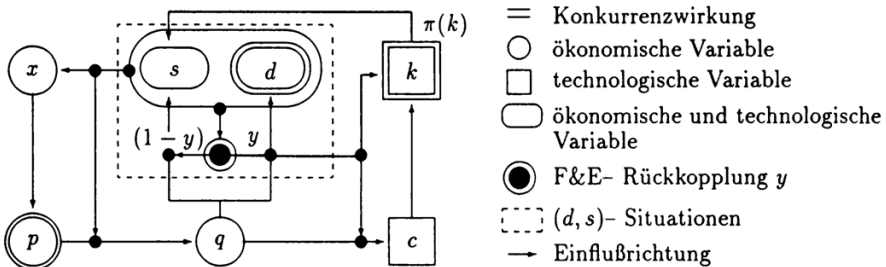 π(k)
x
s
d
k
(1 − y)
y
p
q
c
Konkurrenzwirkung
ökonomische Variable
technologische Variable
ökonomische und technologische
Variable
F&E– Rückkopplung y
(d, s)– Situationen
Einflußrichtung